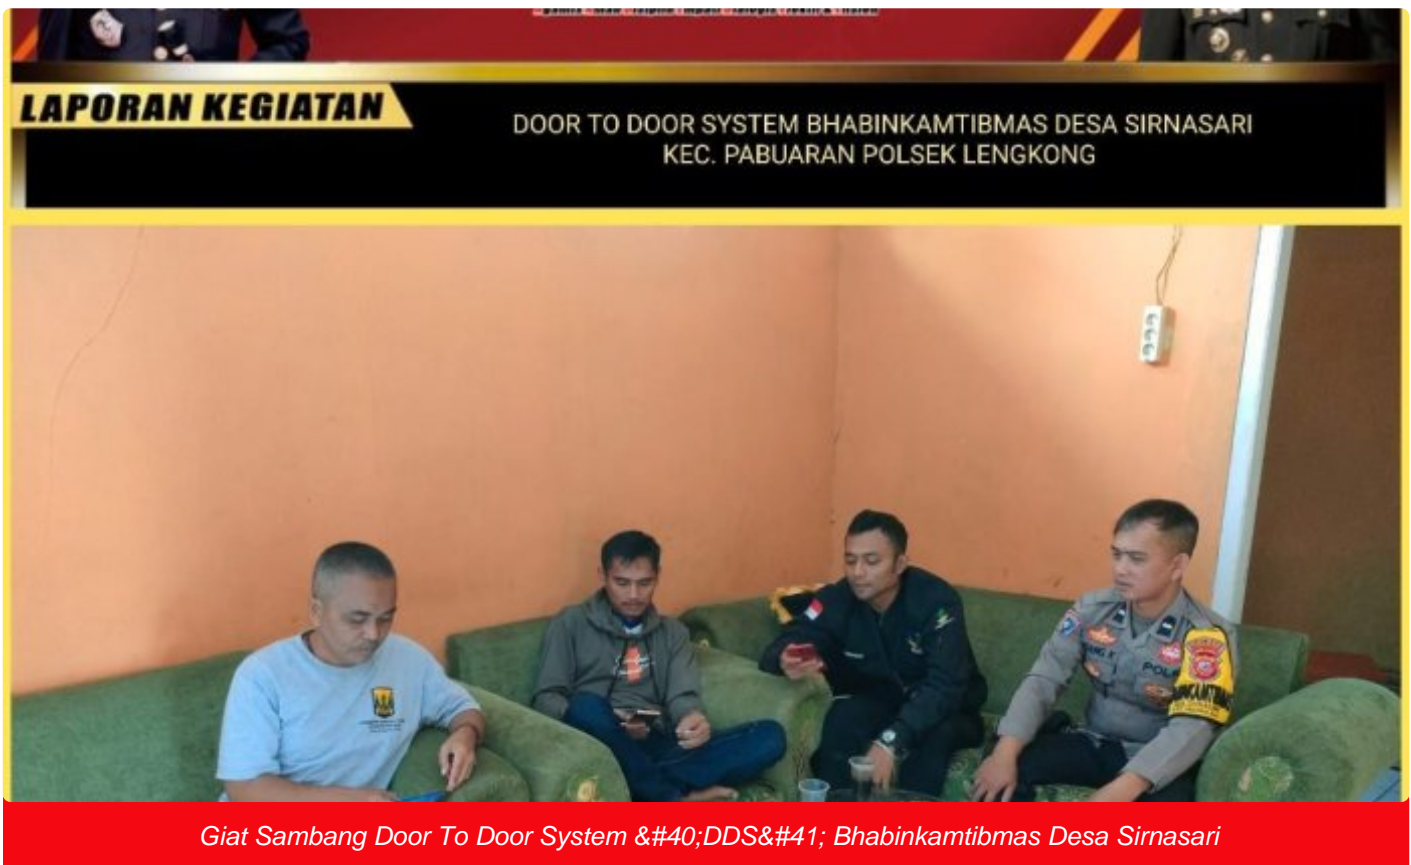 LAPORAN KEGIATAN
DOOR TO DOOR SYSTEM BHABINKAMTIBMAS DESA SIRNASARI
KEC. PABUARAN POLSEK LENGKONG
Giat Sambang Door To Door System &#40;DDS&#41; Bhabinkamtibmas Desa Sirnasari